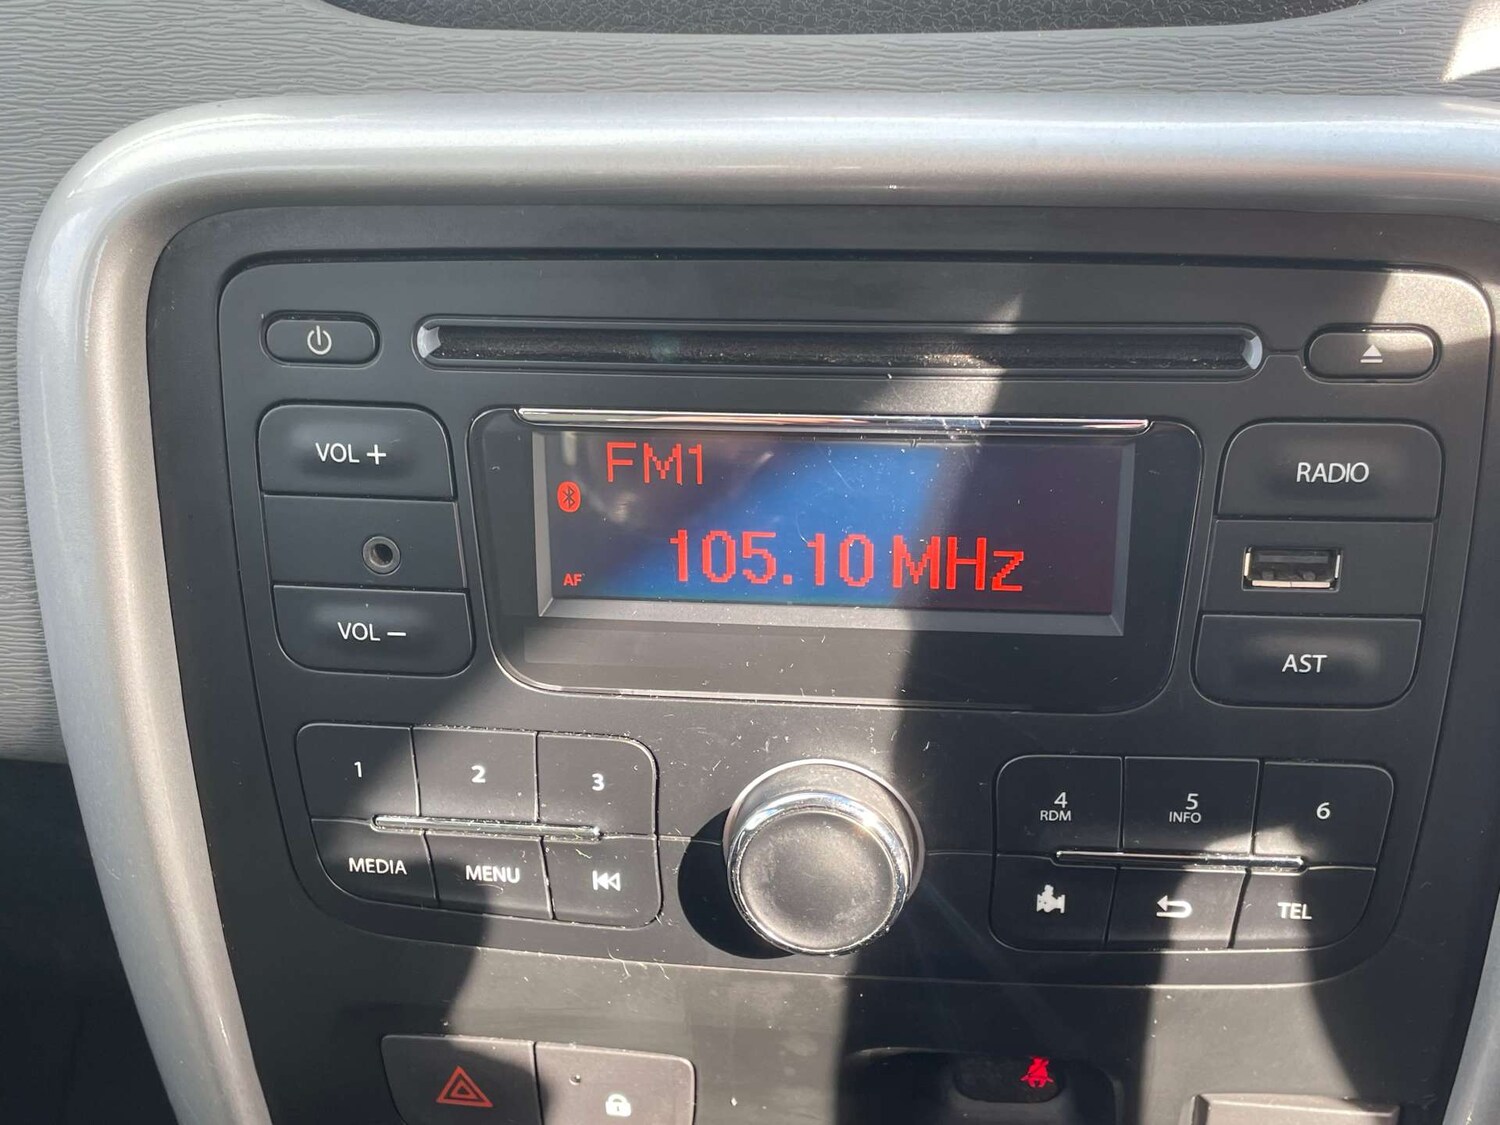 VOL +
FM1
RADIO
AF
105.10 MHz
VOL −
AST
1
2
3
4
RDM
5
INFO
6
MEDIA
MENU
TEL